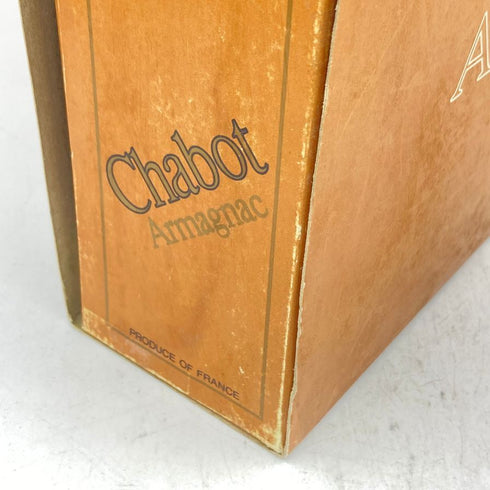 Chabot
Armagnac
PRODUCE OF FRANCE
A